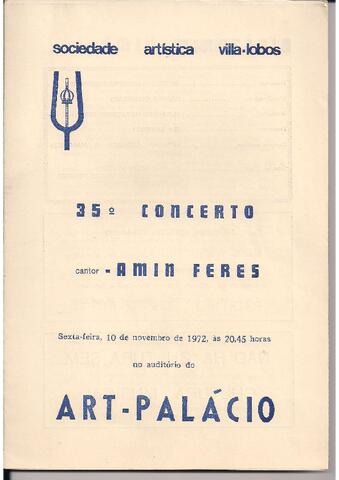 sociedade artística villa-lobos
35º CONCERTO
cantor - AMIN FERES
Sexta-feira, 10 de novembro de 1972, às 20.45 horas
no auditório do
ART-PALÁCIO